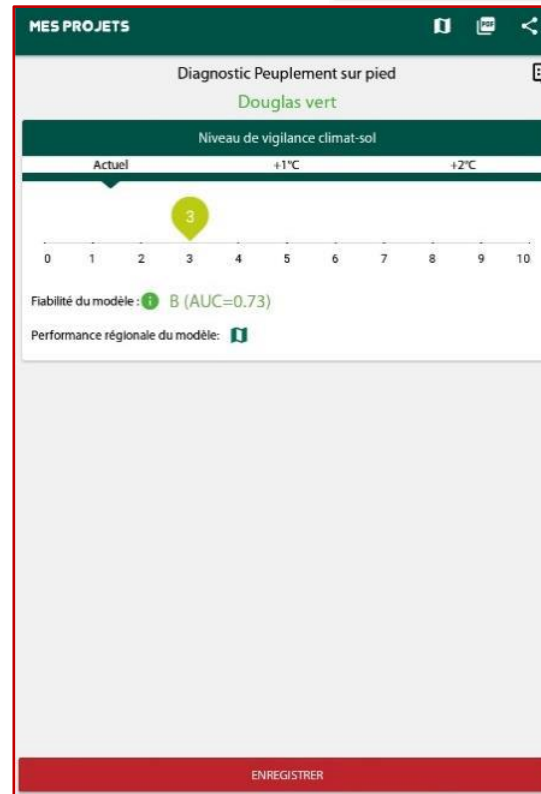 MES PROJETS
PDF
Diagnostic Peuplement sur pied
Douglas vert
Niveau de vigilance climat-sol
Actuel +1°C +2°C
3
0 1 2 3 4 5 6 7 8 9 10
Fiabilité du modèle : i B (AUC=0.73)
Performance régionale du modèle:
ENREGISTRER